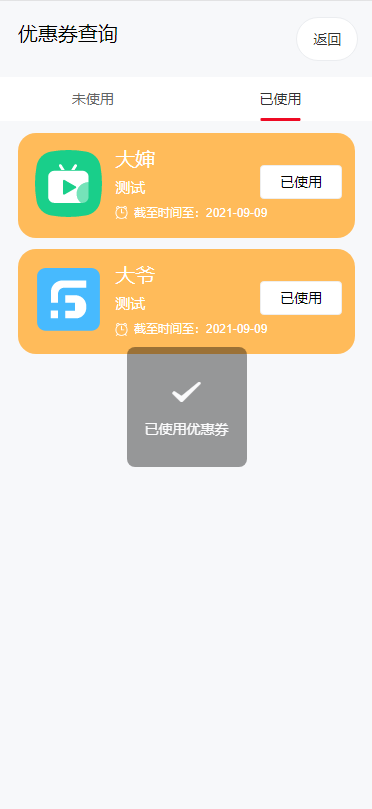 优惠券查询
返回
未使用
已使用
大婶
测试
截至时间至：2021-09-09
已使用
大爷
测试
截至时间至：2021-09-09
已使用
已使用优惠券